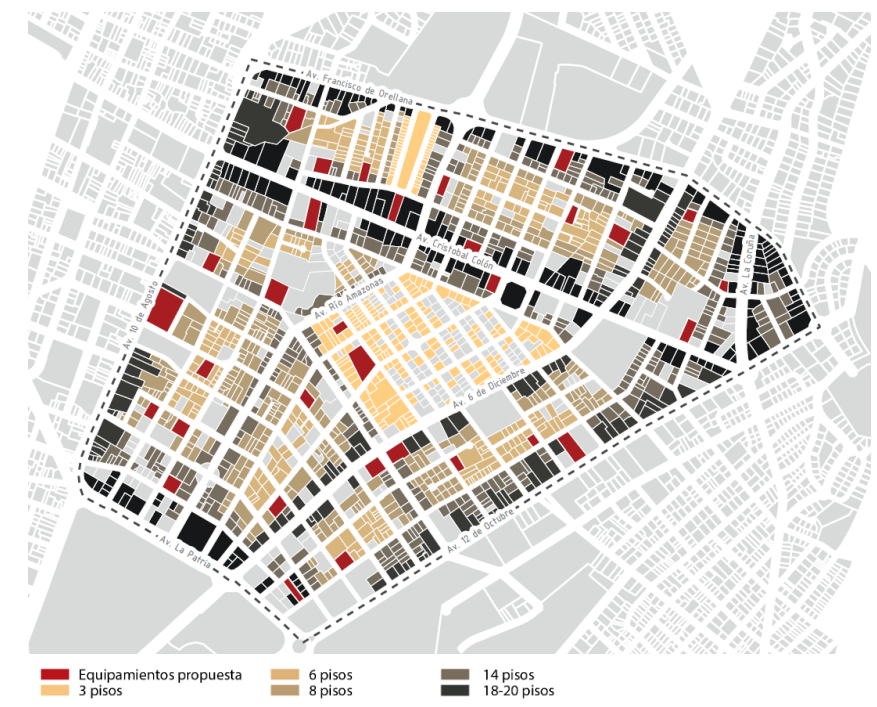 Av. Francisco de Orellana
Av. La Coruña
Av. Cristobal Colón
Av. Río Amazonas
Av. 10 de Agosto
Av. 6 de Diciembre
Av. 12 de Octubre
Av. La Patria
Equipamientos propuesta
3 pisos
6 pisos
8 pisos
14 pisos
18-20 pisos